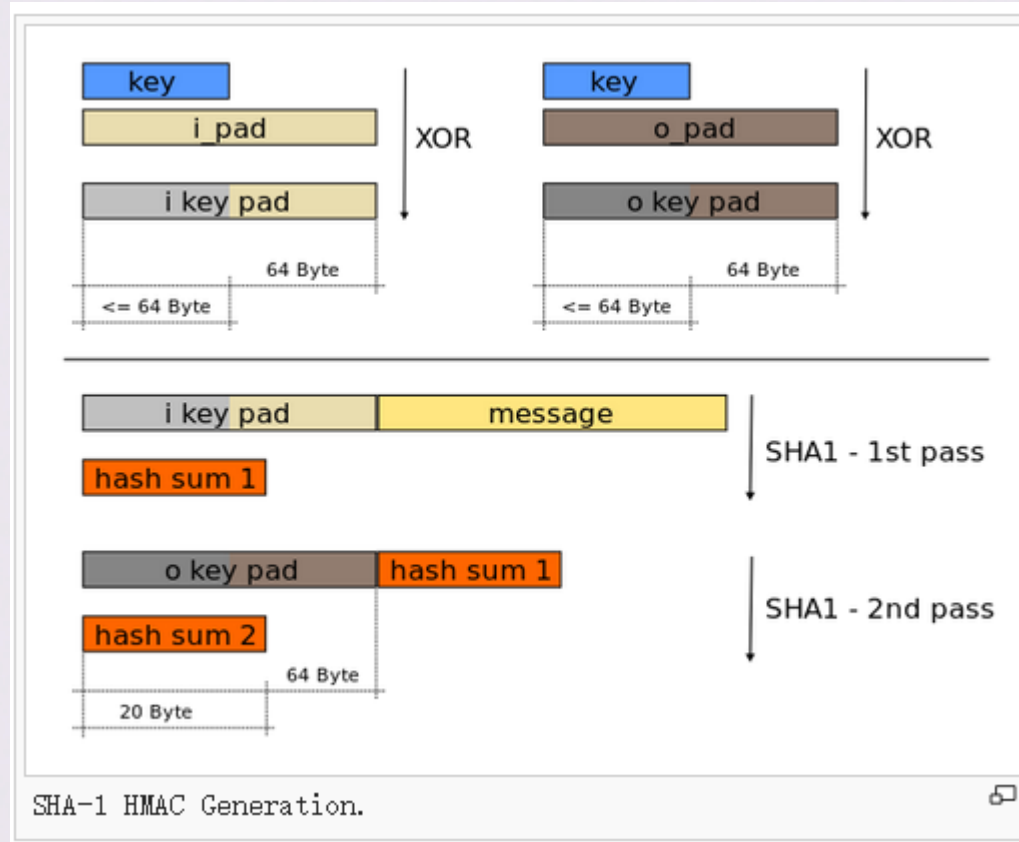 key
key
i_pad
XOR
o_pad
XOR
i key pad
o key pad
64 Byte
64 Byte
<= 64 Byte
<= 64 Byte
i key pad
message
SHA1 - 1st pass
hash sum 1
o key pad
hash sum 1
SHA1 - 2nd pass
hash sum 2
64 Byte
20 Byte
SHA-1 HMAC Generation.